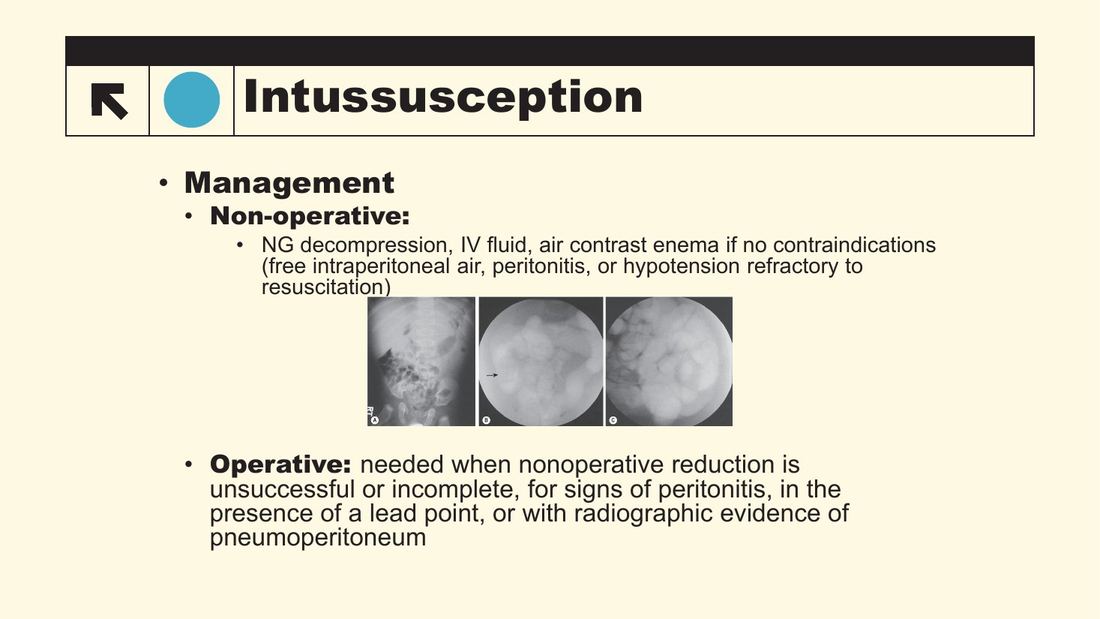 Intussusception
• Management
• Non-operative:
• NG decompression, IV fluid, air contrast enema if no contraindications
(free intraperitoneal air, peritonitis, or hypotension refractory to
resuscitation)
RT
A
B
C
• Operative: needed when nonoperative reduction is
unsuccessful or incomplete, for signs of peritonitis, in the
presence of a lead point, or with radiographic evidence of
pneumoperitoneum